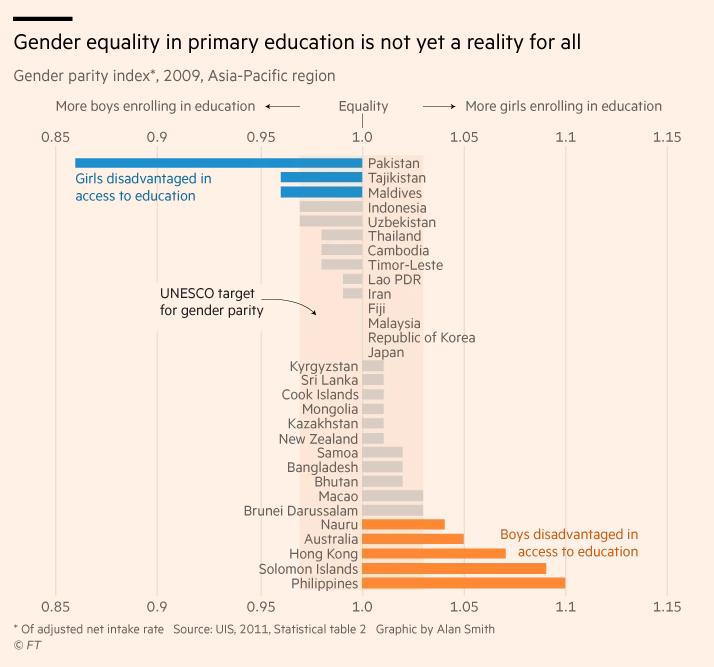 Gender equality in primary education is not yet a reality for all
Gender parity index*, 2009, Asia-Pacific region
More boys enrolling in education
Equality
More girls enrolling in education
0.85 0.9 0.95 1.0 1.05 1.1 1.15
Pakistan
Girls disadvantaged in
access to education
Tajikistan
Maldives
Indonesia
Uzbekistan
Thailand
Cambodia
Timor-Leste
Lao PDR
Iran
UNESCO target
for gender parity
Fiji
Malaysia
Republic of Korea
Japan
Kyrgyzstan
Sri Lanka
Cook Islands
Mongolia
Kazakhstan
New Zealand
Samoa
Bangladesh
Bhutan
Macao
Brunei Darussalam
Nauru
Australia
Hong Kong
Solomon Islands
Philippines
Boys disadvantaged in
access to education
0.85 0.9 0.95 1.0 1.05 1.1 1.15
* Of adjusted net intake rate Source: UIS, 2011, Statistical table 2 Graphic by Alan Smith
© FT